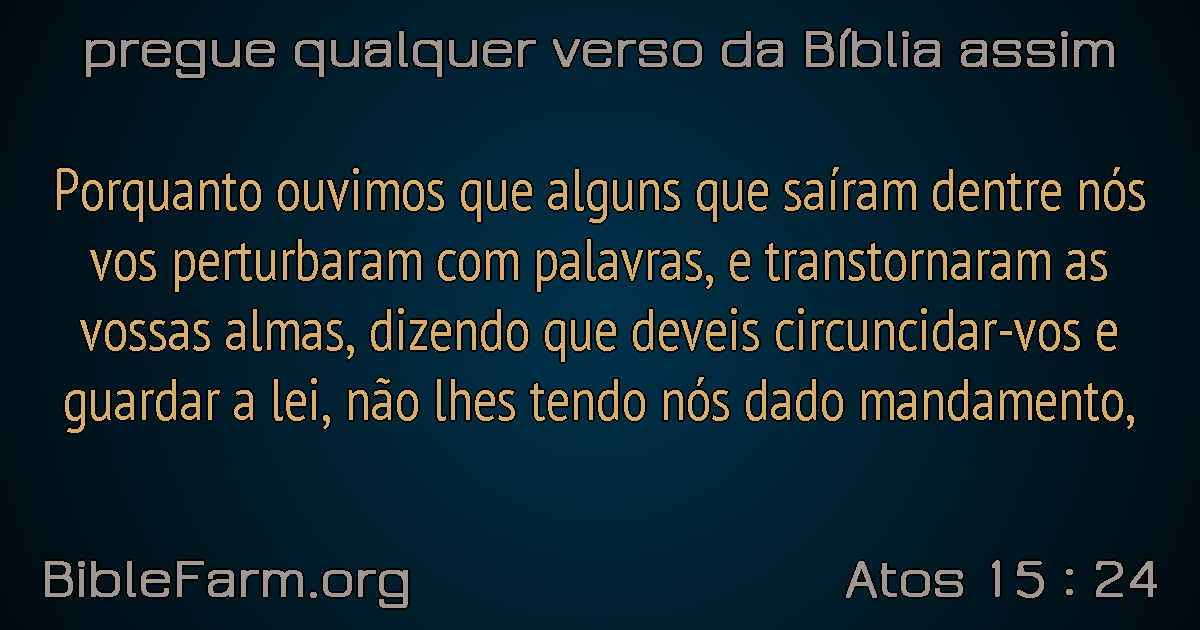 pregue qualquer verso da Bíblia assim
Porquanto ouvimos que alguns que saíram dentre nós
vos perturbaram com palavras, e transtornaram as
vossas almas, dizendo que deveis circuncidar-vos e
guardar a lei, não lhes tendo nós dado mandamento,
BibleFarm.org
Atos 15 : 24